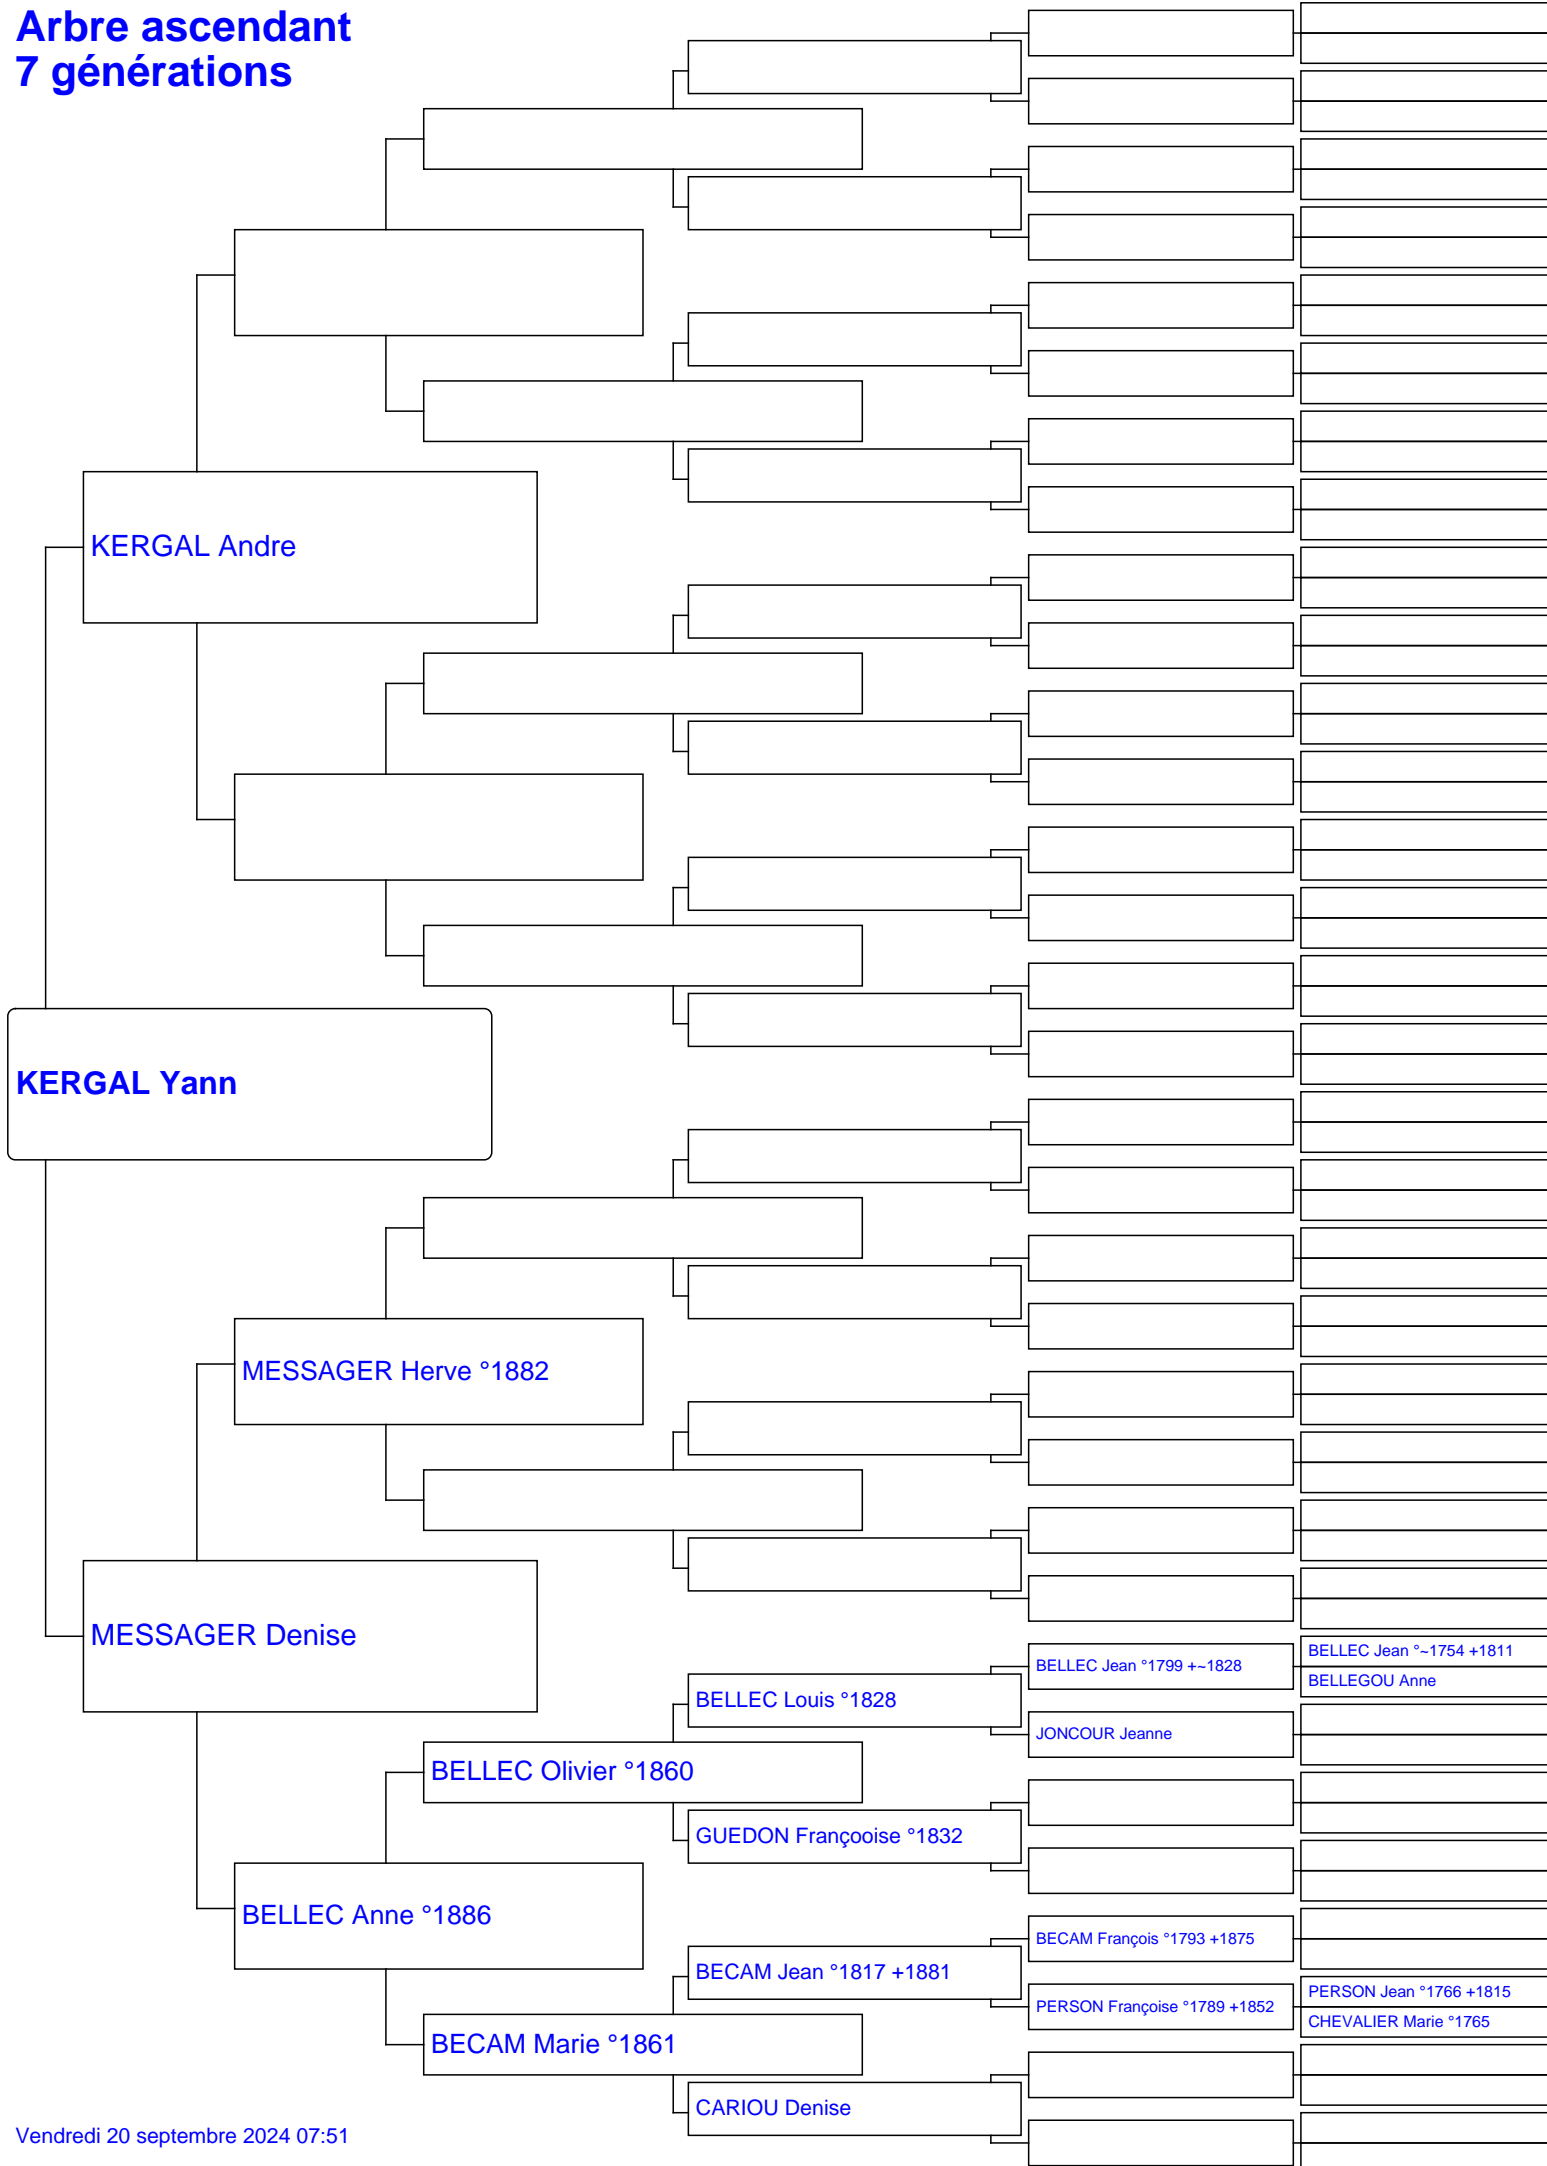 Arbre ascendant
7 générations
KERGAL Andre
KERGAL Yann
MESSAGER Herve °1882
MESSAGER Denise
BELLEC Jean °~1754 +1811
BELLEC Jean °1799 +~1828
BELLEGOU Anne
BELLEC Louis °1828
JONCOUR Jeanne
BELLEC Olivier °1860
GUEDON Françooise °1832
BELLEC Anne °1886
BECAM François °1793 +1875
BECAM Jean °1817 +1881
PERSON Jean °1766 +1815
PERSON Françoise °1789 +1852
CHEVALIER Marie °1765
BECAM Marie °1861
CARIOU Denise
Vendredi 20 septembre 2024 07:51